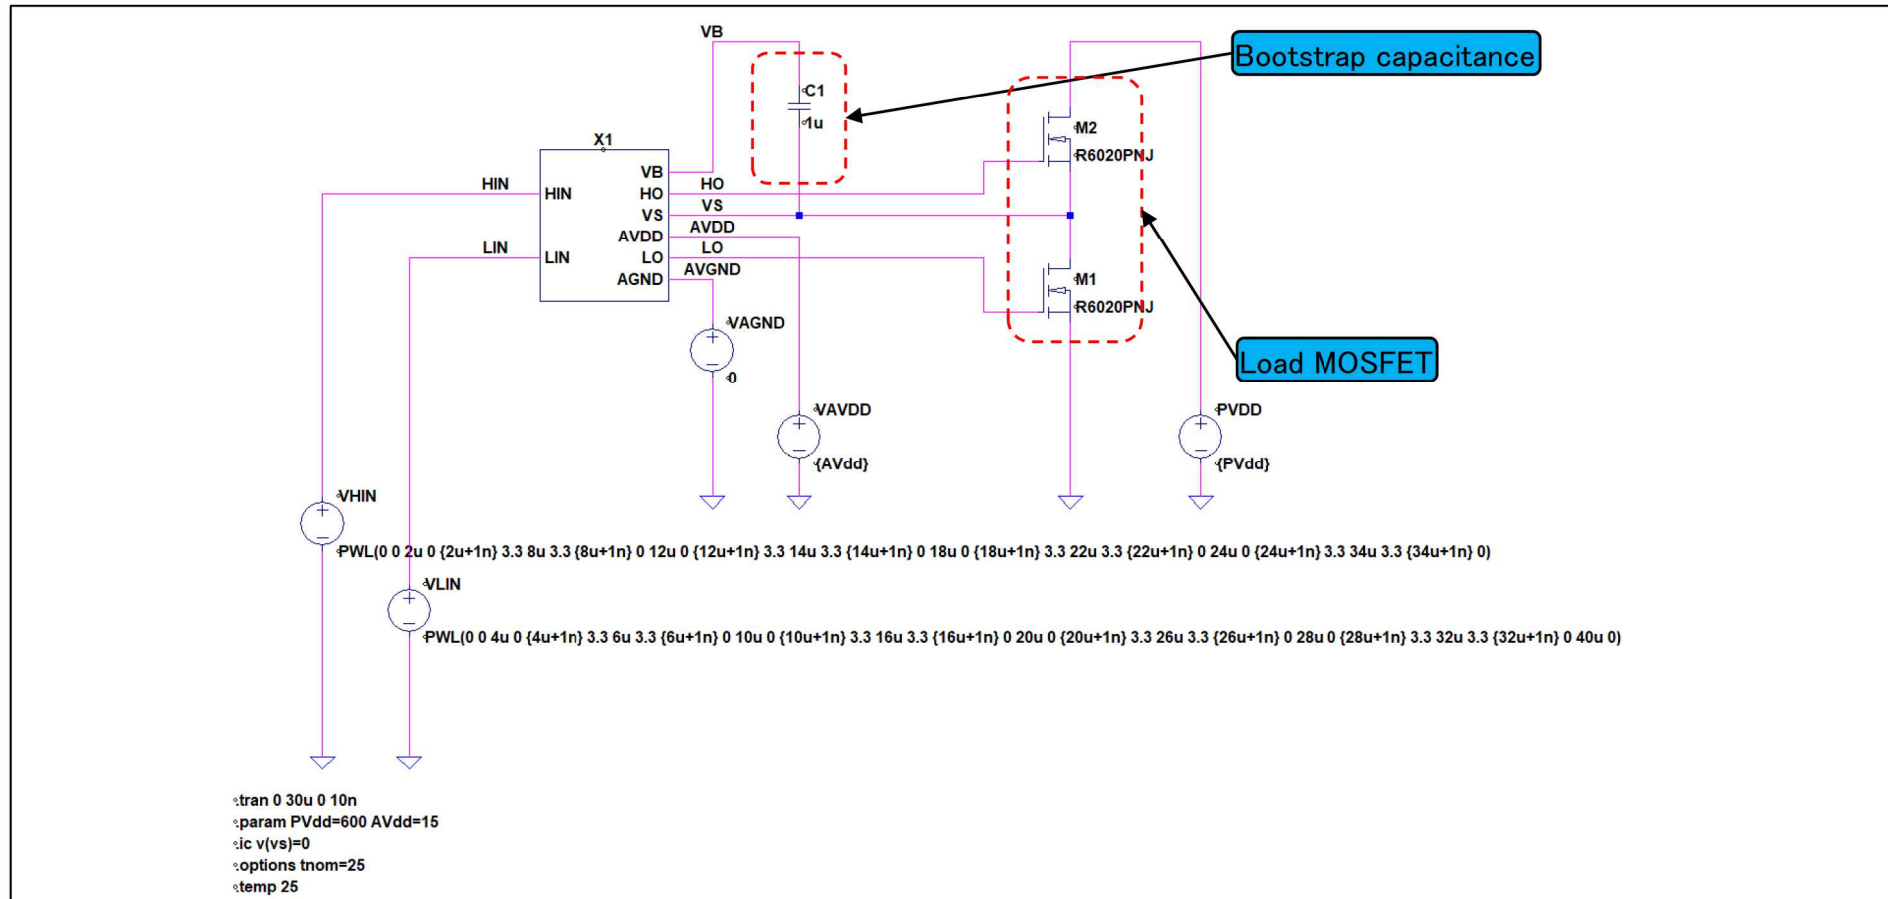 VB
Bootstrap capacitance
C1
1u
M2
R6020PNJ
X1
VB
HIN
HIN
HO
HO
VS
VS
AVDD
AVDD
LIN
LIN
LO
LO
AGND
AVGND
M1
R6020PNJ
VAGND
0
Load MOSFET
VAVDD
{AVdd}
PVDD
{PVdd}
VHIN
PWL(0 0 2u 0 {2u+1n} 3.3 8u 3.3 {8u+1n} 0 12u 0 {12u+1n} 3.3 14u 3.3 {14u+1n} 0 18u 0 {18u+1n} 3.3 22u 3.3 {22u+1n} 0 24u 0 {24u+1n} 3.3 34u 3.3 {34u+1n} 0)
VLIN
PWL(0 0 4u 0 {4u+1n} 3.3 6u 3.3 {6u+1n} 0 10u 0 {10u+1n} 3.3 16u 3.3 {16u+1n} 0 20u 0 {20u+1n} 3.3 26u 3.3 {26u+1n} 0 28u 0 {28u+1n} 3.3 32u 3.3 {32u+1n} 0 40u 0)
.tran 0 30u 0 10n
.param PVdd=600 AVdd=15
.ic v(vs)=0
.options tnom=25
.temp 25